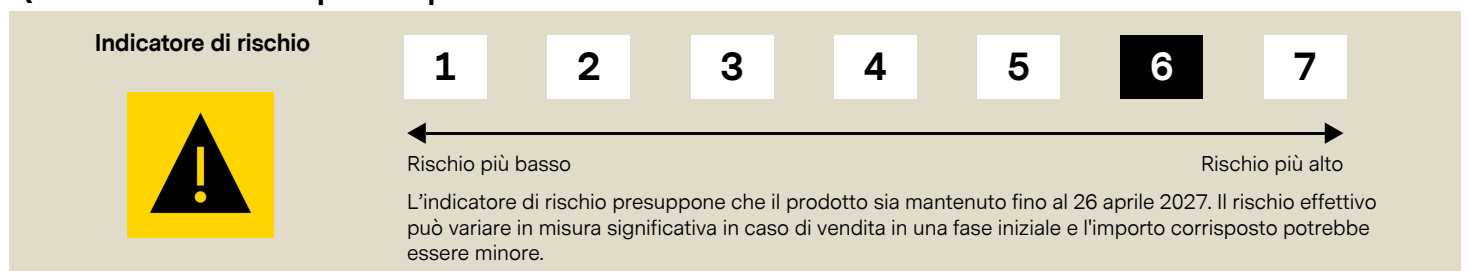 Indicatore di rischio
1 2 3 4 5 6 7
Rischio più basso Rischio più alto
L'indicatore di rischio presuppone che il prodotto sia mantenuto fino al 26 aprile 2027. Il rischio effettivo
può variare in misura significativa in caso di vendita in una fase iniziale e l'importo corrisposto potrebbe
essere minore.